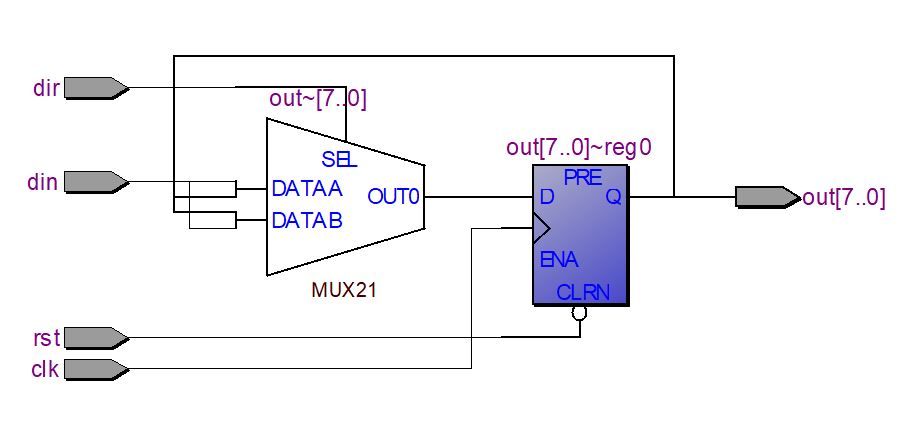 dir
out~[7..0]
out[7..0]~reg0
SEL
PRE
din
DATAA
OUT0
D
Q
out[7..0]
DATAB
ENA
MUX21
CLRN
rst
clk